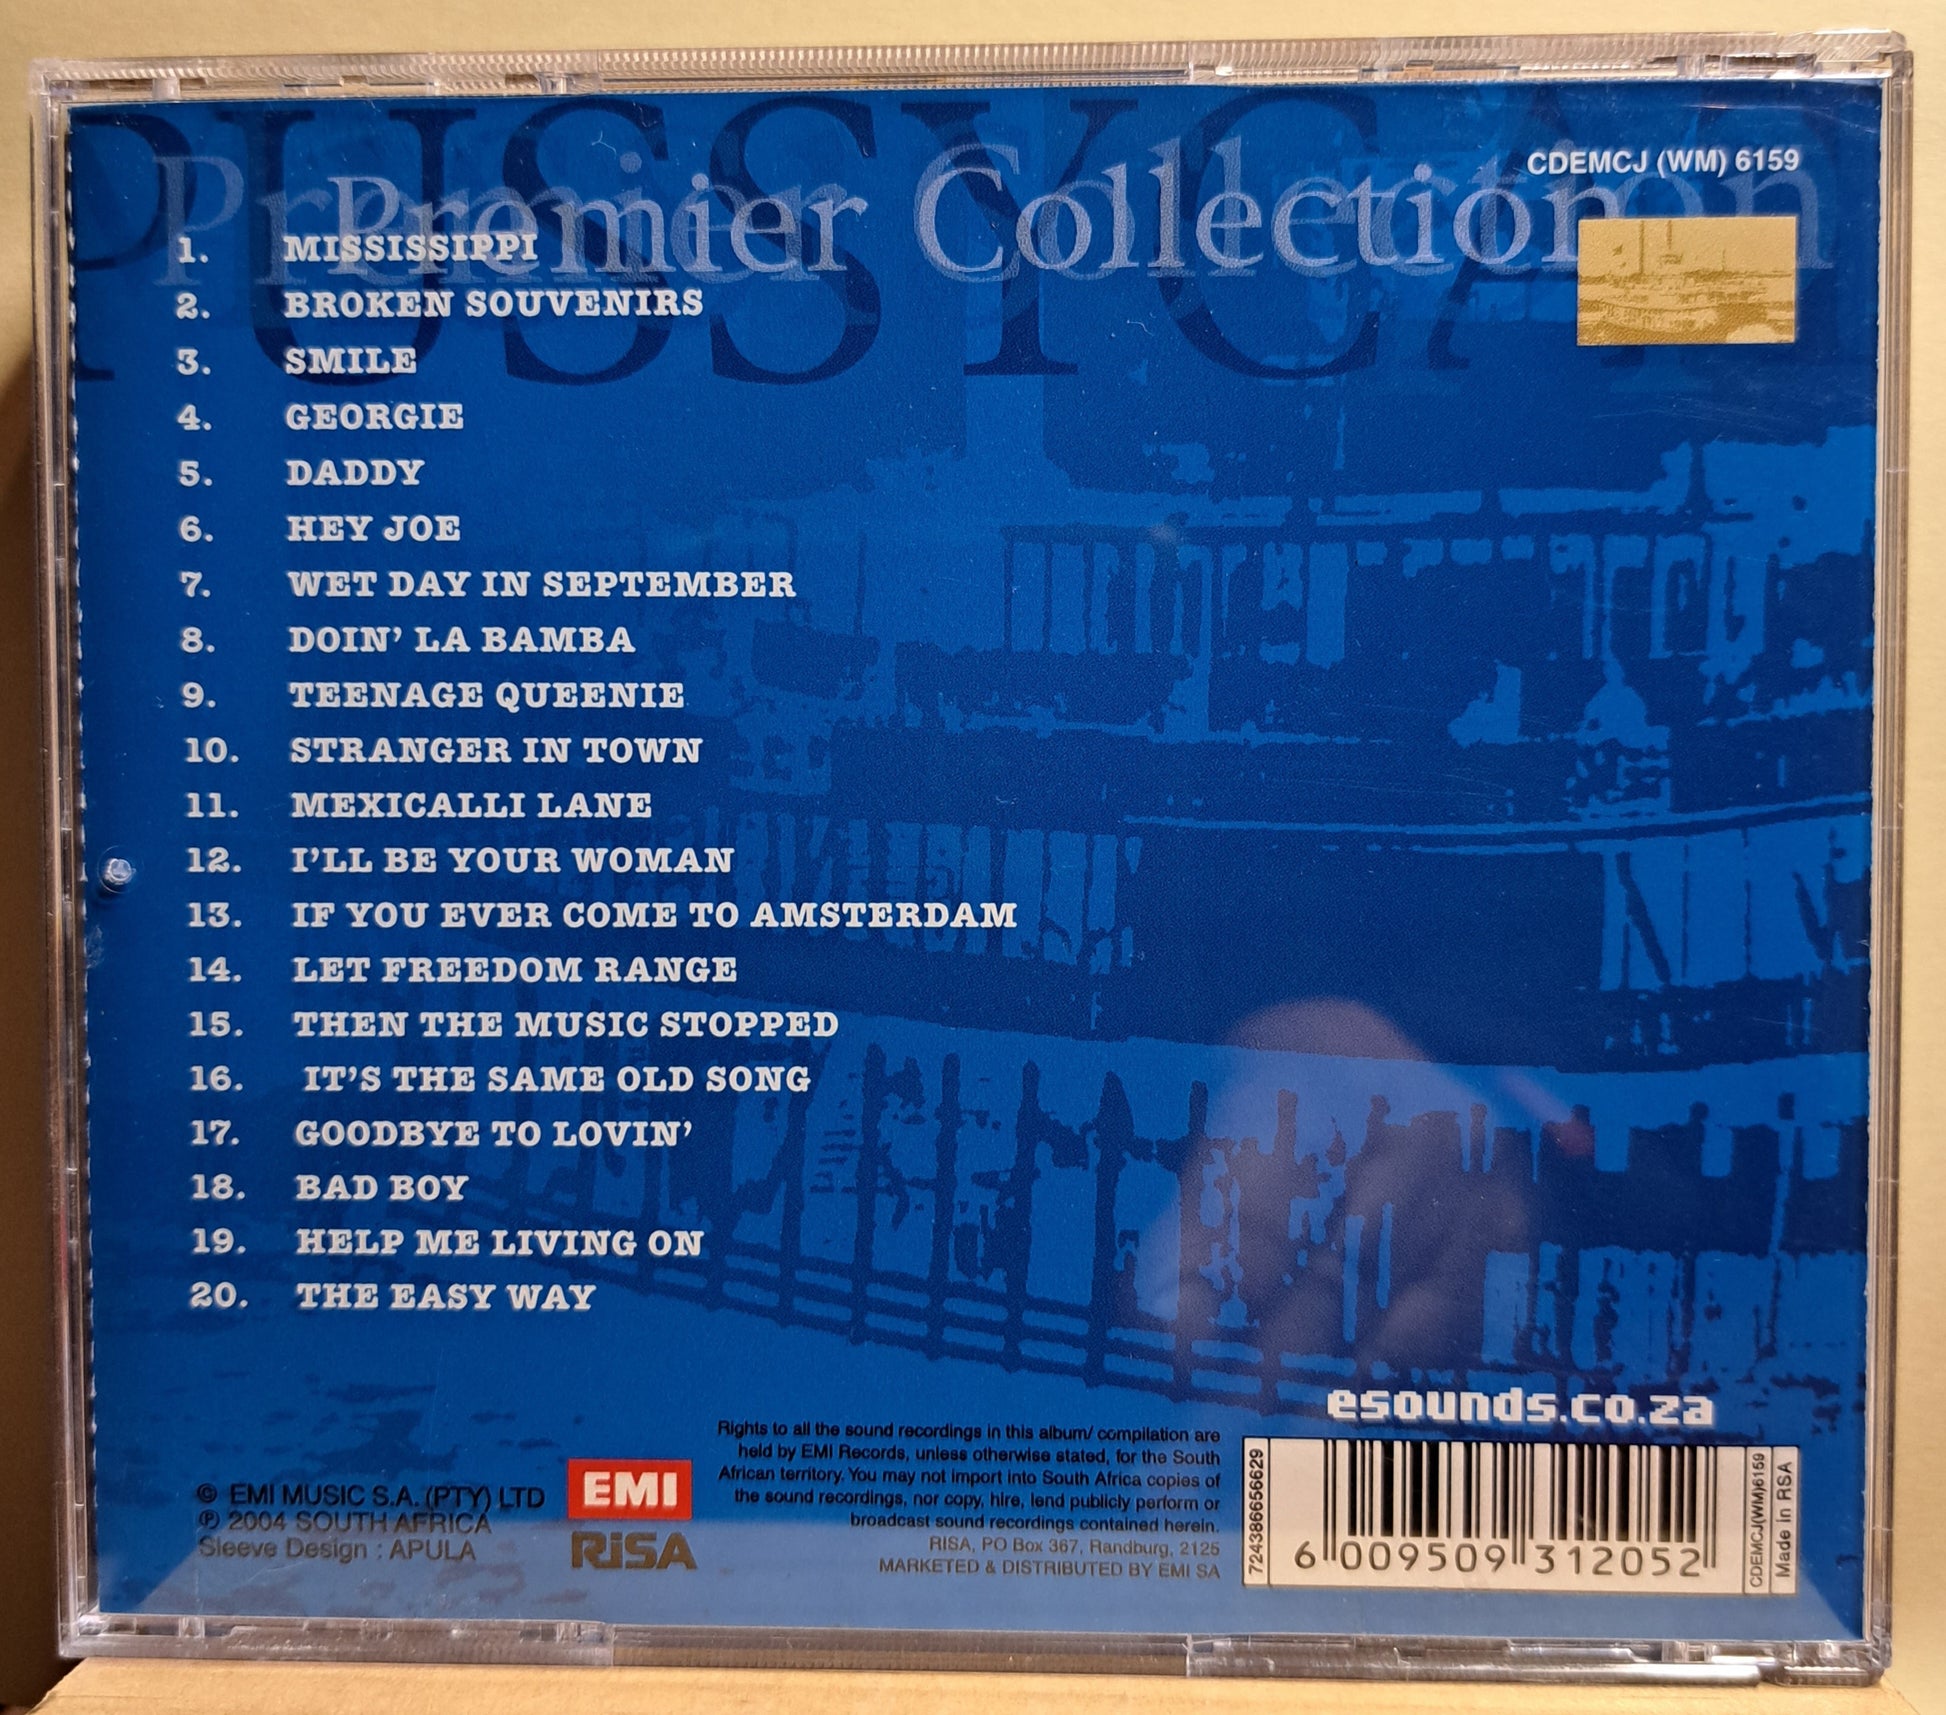 PUSSYCA
Premier Collection
Premier Collection
CDEMCJ (WM) 6159
1. MISSISSIPPI
2. BROKEN SOUVENIRS
3. SMILE
4. GEORGIE
5. DADDY
6. HEY JOE
7. WET DAY IN SEPTEMBER
8. DOIN' LA BAMBA
9. TEENAGE QUEENIE
10. STRANGER IN TOWN
11. MEXICALLI LANE
12. I'LL BE YOUR WOMAN
13. IF YOU EVER COME TO AMSTERDAM
14. LET FREEDOM RANGE
15. THEN THE MUSIC STOPPED
16. IT'S THE SAME OLD SONG
17. GOODBYE TO LOVIN'
18. BAD BOY
19. HELP ME LIVING ON
20. THE EASY WAY
© EMI MUSIC S.A. (PTY) LTD
℗ 2004 SOUTH AFRICA
Sleeve Design : APULA
EMI
RiSA
Rights to all the sound recordings in this album/ compilation are
held by EMI Records, unless otherwise stated, for the South
African territory. You may not import into South Africa copies of
the sound recordings, nor copy, hire, lend publicly perform or
broadcast sound recordings contained herein.
RISA, PO Box 367, Randburg, 2125
MARKETED & DISTRIBUTED BY EMI SA
esounds.co.za
724386656629
6 009509 312052
CDEMCJ(WM)6159
Made in RSA